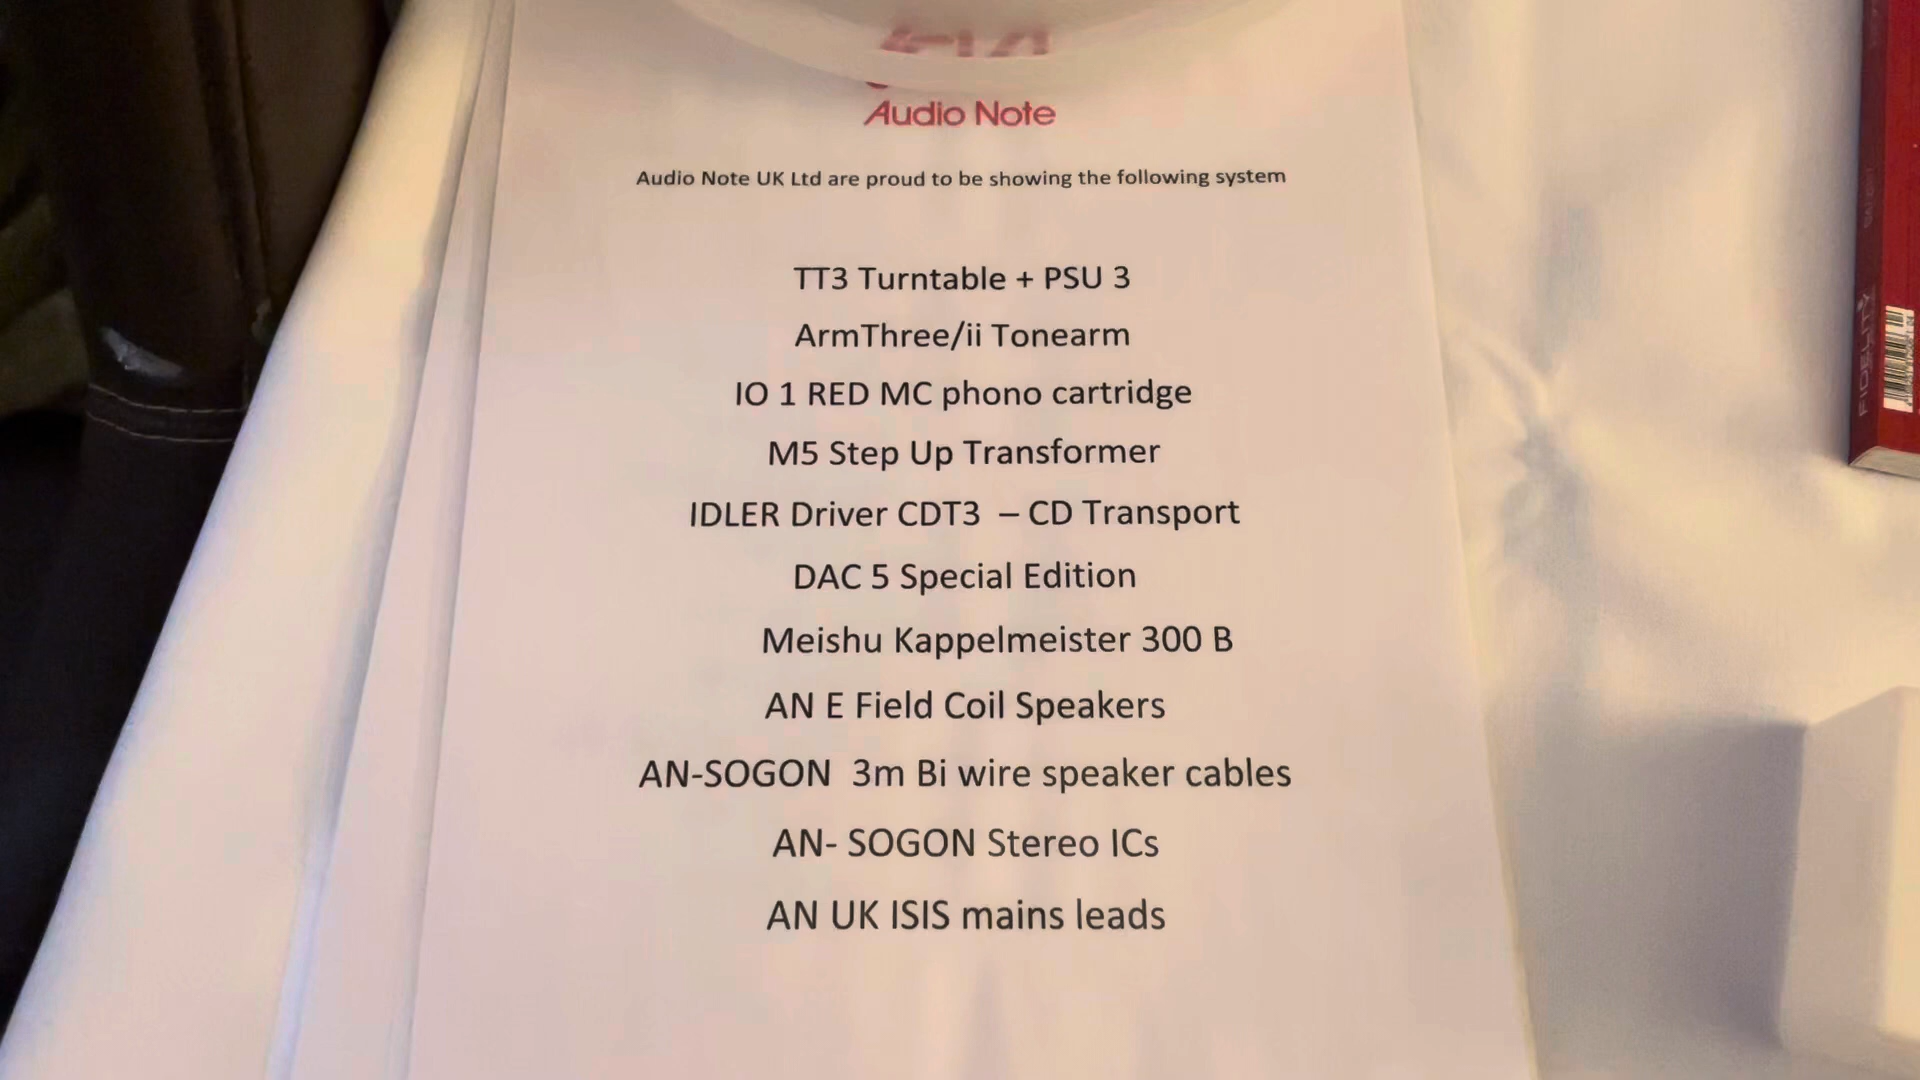 Audio Note
Audio Note UK Ltd are proud to be showing the following system
TT3 Turntable + PSU 3
ArmThree/ii Tonearm
IO 1 RED MC phono cartridge
M5 Step Up Transformer
IDLER Driver CDT3 – CD Transport
DAC 5 Special Edition
Meishu Kappelmeister 300 B
AN E Field Coil Speakers
AN-SOGON 3m Bi wire speaker cables
AN- SOGON Stereo ICs
AN UK ISIS mains leads
FIDELITY